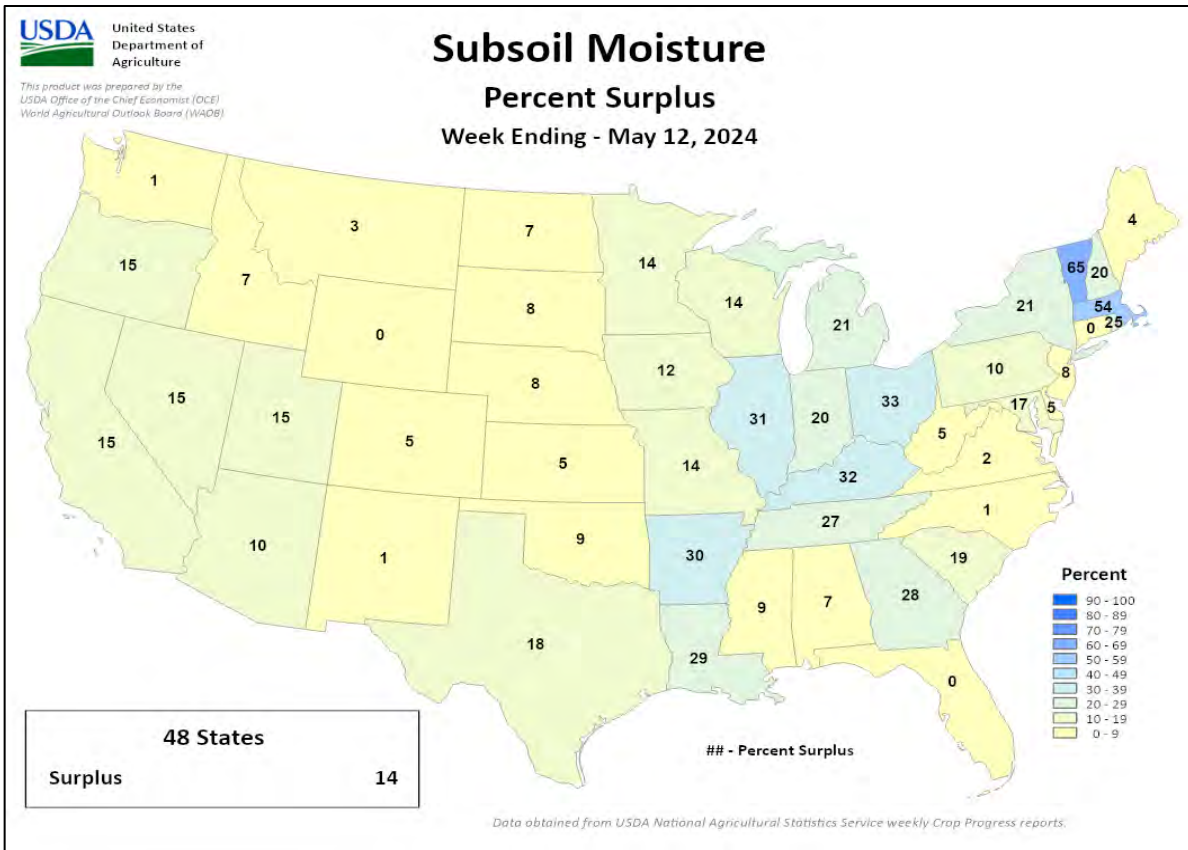 USDA
United States
Department of
Agriculture
This product was prepared by the
USDA Office of the Chief Economist (OCE)
World Agricultural Outlook Board (WAOB)
Subsoil Moisture
Percent Surplus
Week Ending - May 12, 2024
1
3
7
4
15
7
14
65
20
14
8
21
21
54
0
25
0
8
12
10
8
15
15
31
20
33
17
5
15
5
5
14
5
2
32
10
1
9
27
1
30
19
18
9
7
28
29
0
Percent
90 - 100
80 - 89
70 - 79
60 - 69
50 - 59
40 - 49
30 - 39
20 - 29
10 - 19
0 - 9
48 States
Surplus 14
## - Percent Surplus
Data obtained from USDA National Agricultural Statistics Service weekly Crop Progress reports.